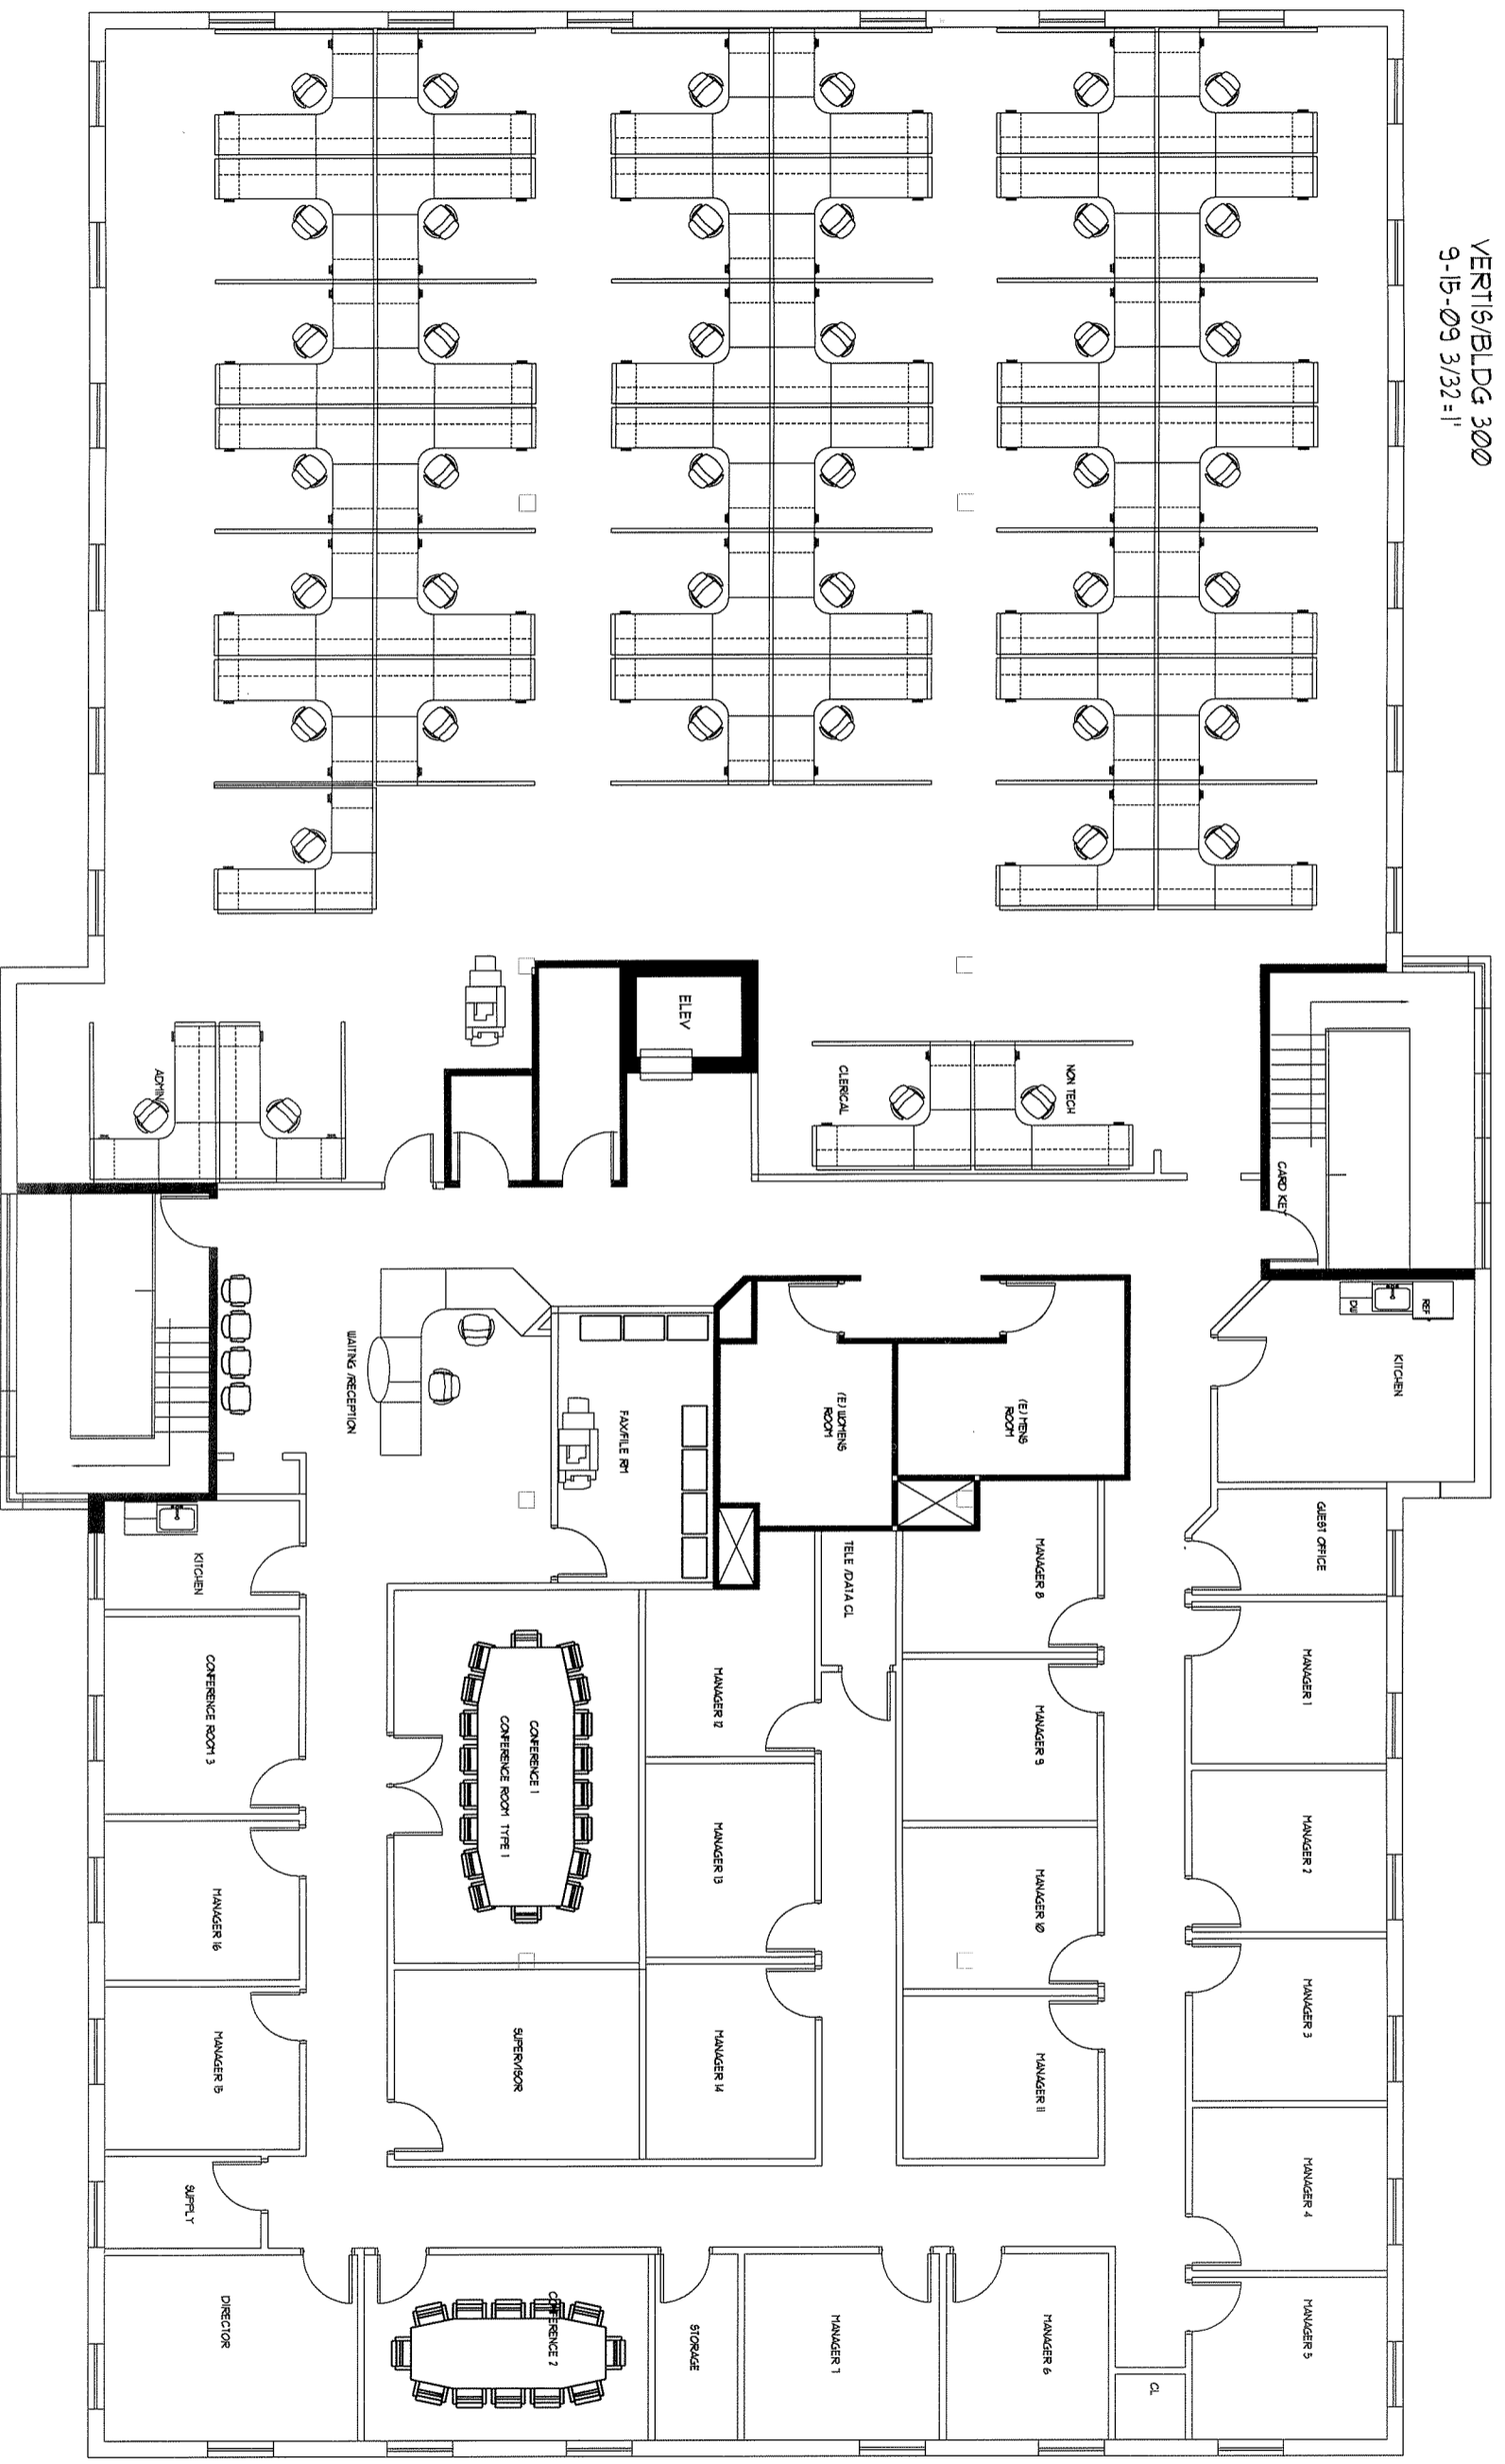 VERTIS/BLDG 300
9-15-09 3/32=1'
ELEV
ADMIN
CLERICAL
NON TECH
CARD KEY
WAITING /RECEPTION
FAX/FILE RM
(E) WOMENS
ROOM
(E) MENS
ROOM
KITCHEN
REF
DW
GUEST OFFICE
MANAGER 1
MANAGER 2
MANAGER 3
MANAGER 4
MANAGER 5
CL
MANAGER 6
MANAGER 7
STORAGE
CONFERENCE 2
DIRECTOR
SUPPLY
MANAGER 15
MANAGER 16
CONFERENCE ROOM 3
KITCHEN
CONFERENCE 1
CONFERENCE ROOM TYPE 1
SUPERVISOR
MANAGER 12
MANAGER 13
MANAGER 14
TELE /DATA CL
MANAGER 8
MANAGER 9
MANAGER 10
MANAGER 11